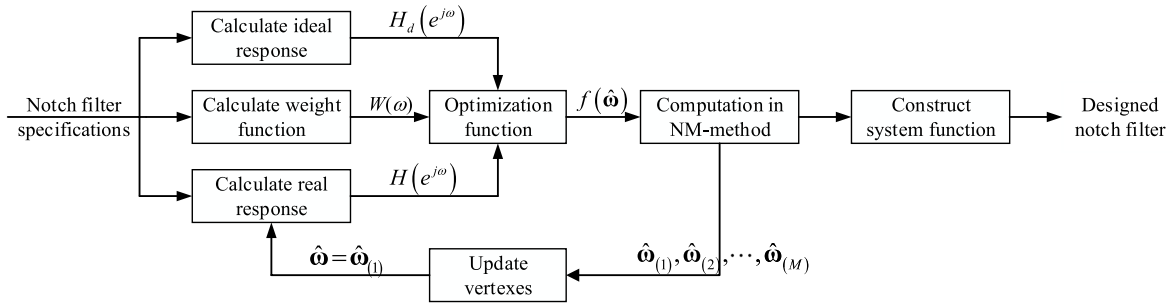 Notch filter
specifications
Calculate ideal
response
H_d(e^{jω})
Calculate weight
function
W(ω)
Calculate real
response
H(e^{jω})
Optimization
function
f(ω̂)
Computation in
NM-method
Construct
system function
Designed
notch filter
ω̂_{(1)}, ω̂_{(2)}, ⋯, ω̂_{(M)}
Update
vertexes
ω̂ = ω̂_{(1)}